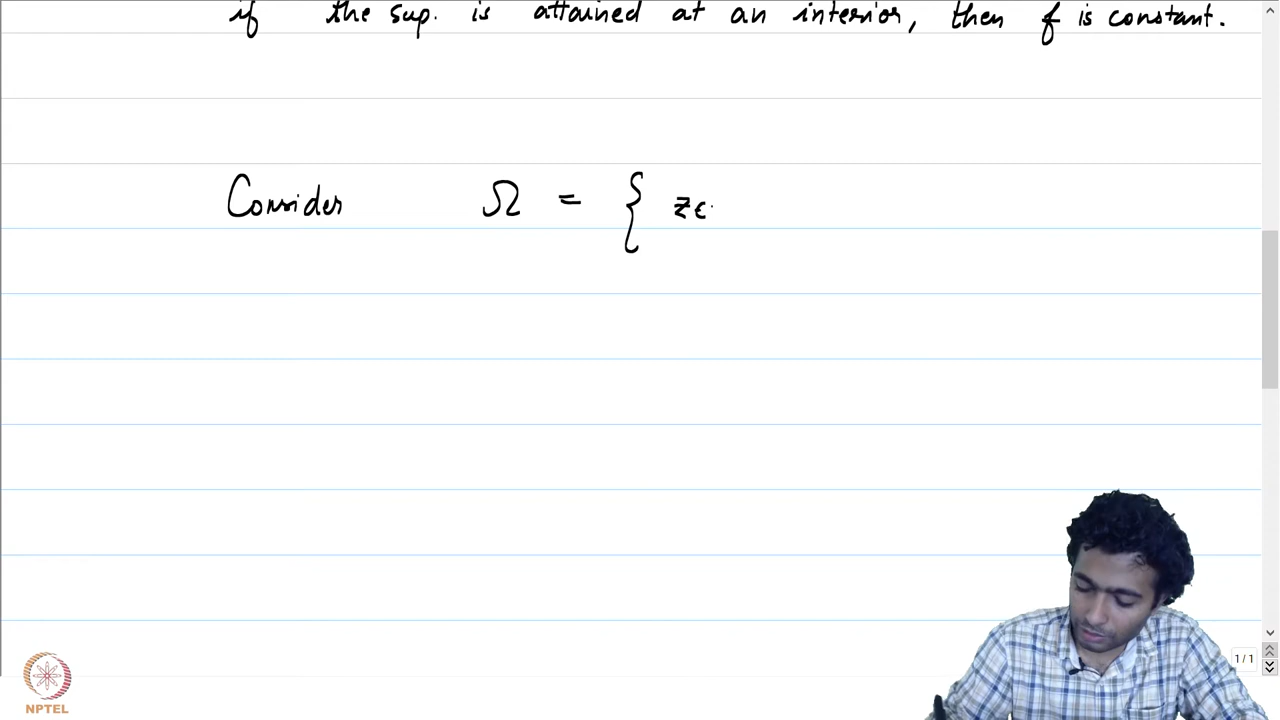 if the sup. is attained at an interior, then f is constant.
Consider Ω = { z∈
1/1
NPTEL